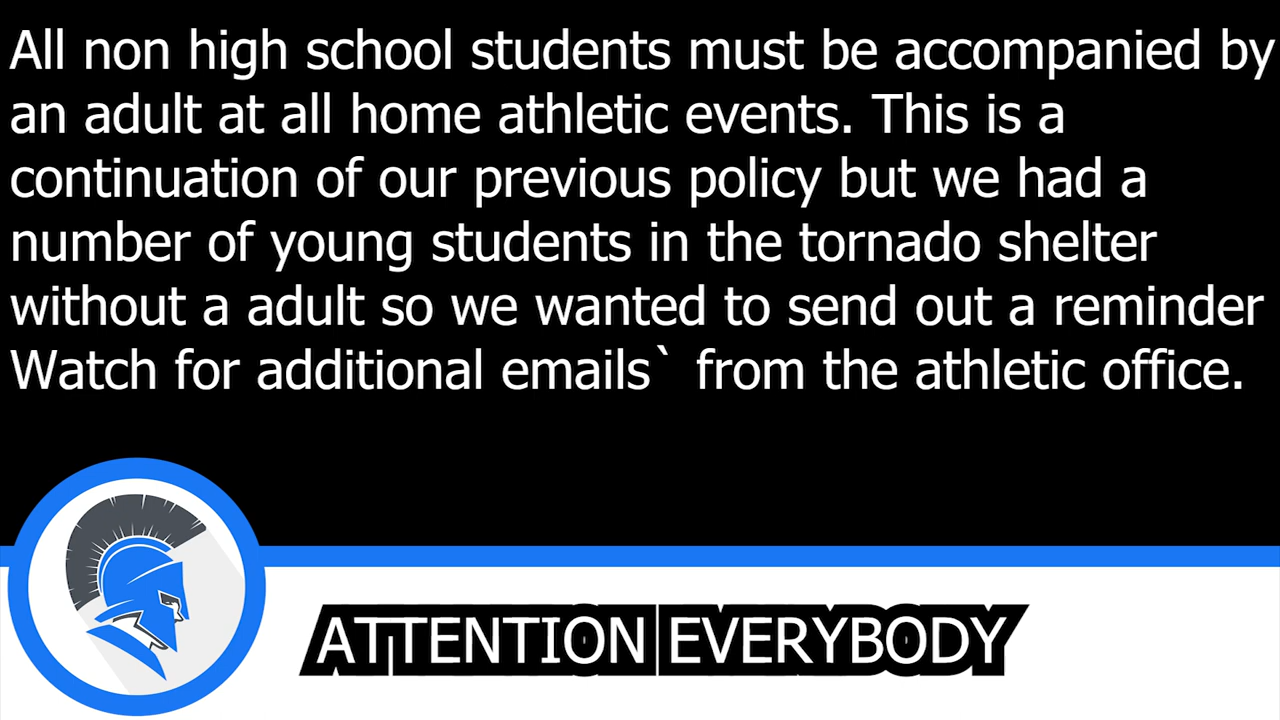 All non high school students must be accompanied by
an adult at all home athletic events. This is a
continuation of our previous policy but we had a
number of young students in the tornado shelter
without a adult so we wanted to send out a reminder
Watch for additional emails` from the athletic office.
ATTENTION EVERYBODY